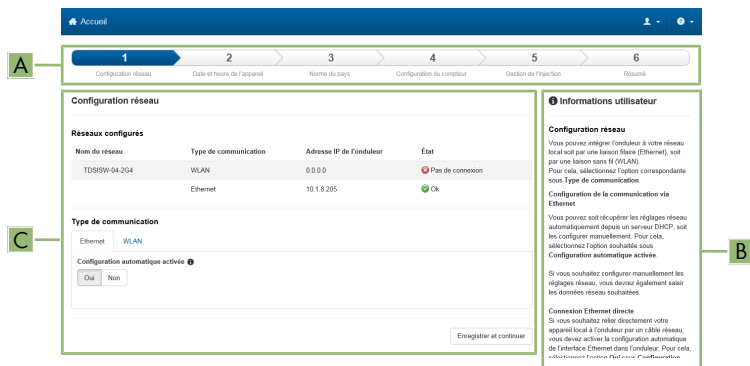 Accueil
A
1 2 3 4 5 6
Configuration réseau Date et heure de l'appareil Norme du pays Configuration du compteur Gestion de l'injection Résumé
Configuration réseau
Réseaux configurés
Nom du réseau Type de communication Adresse IP de l'onduleur État
TDSISW-04-2G4 WLAN 0.0.0.0 Pas de connexion
Ethernet 10.1.8.205 Ok
C
Type de communication
Ethernet WLAN
Configuration automatique activée
Oui Non
Enregistrer et continuer
Informations utilisateur
Configuration réseau
Vous pouvez intégrer l'onduleur à votre réseau
local soit par une liaison filaire (Ethernet), soit
par une liaison sans fil (WLAN).
Pour cela, sélectionnez l'option correspondante
sous Type de communication.
Configuration de la communication via
Ethernet
Vous pouvez soit récupérer les réglages réseau
automatiquement depuis un serveur DHCP, soit
les configurer manuellement. Pour cela,
sélectionnez l'option souhaitée sous
Configuration automatique activée.
B
Si vous souhaitez configurer manuellement les
réglages réseau, vous devrez également saisir
les données réseau souhaitées.
Connexion Ethernet directe
Si vous souhaitez relier directement votre
appareil local à l'onduleur par un câble réseau,
vous devez activer la configuration automatique
de l'interface Ethernet dans l'onduleur. Pour cela,
sélectionnez l'option Oui sous Configuration